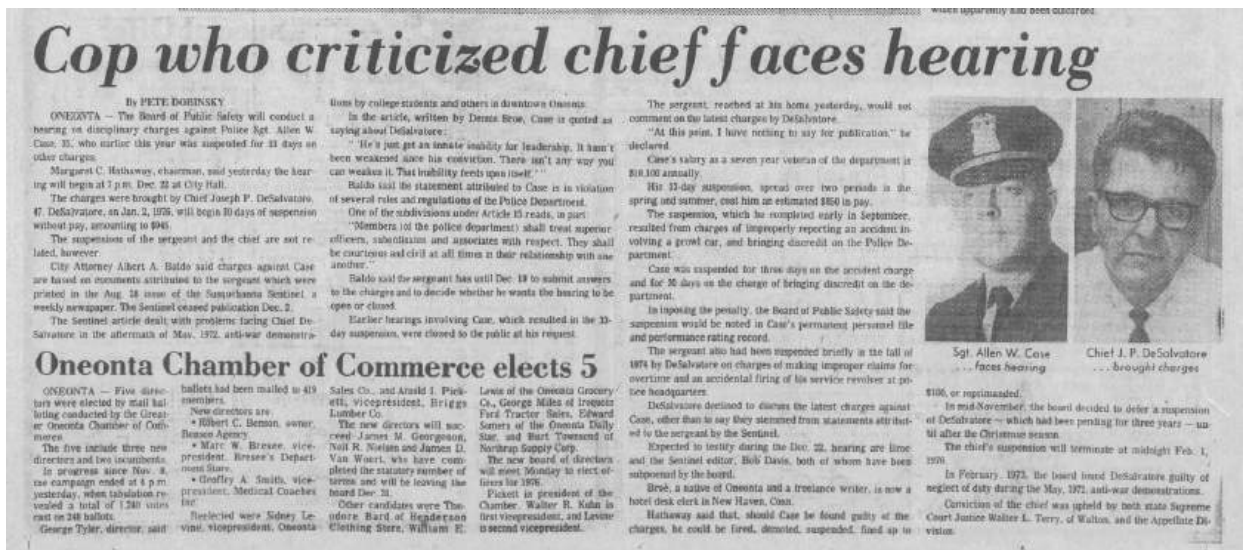 when apparently had been discarded.
Cop who criticized chief faces hearing
By PETE DOBINSKY
ONEONTA — The Board of Public Safety will conduct a
hearing on disciplinary charges against Police Sgt. Allen W.
Case, 35, who earlier this year was suspended for 33 days on
other charges.
Margaret C. Hathaway, chairman, said yesterday the hear-
ing will begin at 7 p.m. Dec. 22 at City Hall.
The charges were brought by Chief Joseph P. DeSalvatore,
47. DeSalvatore, on Jan. 2, 1976, will begin 30 days of suspension
without pay, amounting to $945.
The suspension of the sergeant and the chief are not re-
lated, however.
City Attorney Albert A. Baldo said charges against Case
are based on documents attributed to the sergeant which were
printed in the Aug. 28 issue of the Susquehanna Sentinel, a
weekly newspaper. The Sentinel ceased publication Dec. 2.
The Sentinel article dealt with problems facing Chief De-
Salvatore in the aftermath of May, 1972, anti-war demonstra-
tions by college students and others in downtown Oneonta.
In the article, written by Dennis Broe, Case is quoted as
saying about DeSalvatore:
" 'He's just got an innate inability for leadership. It hasn't
been weakened since his conviction. There isn't any way you
can weaken it. That inability feeds upon itself.' "
Baldo said the statement attributed to Case is in violation
of several rules and regulations of the Police Department.
One of the subdivisions under Article 15 reads, in part:
"Members (of the police department) shall treat superior
officers, subordinates and associates with respect. They shall
be courteous and civil at all times in their relationship with one
another."
Baldo said the sergeant has until Dec. 18 to submit answers
to the charges and to decide whether he wants the hearing to be
open or closed.
Earlier hearings involving Case, which resulted in the 33-
day suspension, were closed to the public at his request.
The sergeant, reached at his home yesterday, would not
comment on the latest charges by DeSalvatore.
"At this point, I have nothing to say for publication," he
declared.
Case's salary as a seven year veteran of the department is
$10,100 annually.
His 33-day suspension, spread over two periods in the
spring and summer, cost him an estimated $850 in pay.
The suspension, which he completed early in September,
resulted from charges of improperly reporting an accident in-
volving a prowl car, and bringing discredit on the Police De-
partment.
Case was suspended for three days on the accident charge
and for 30 days on the charge of bringing discredit on the de-
partment.
In imposing the penalty, the Board of Public Safety said the
suspension would be noted in Case's permanent personnel file
and performance rating record.
The sergeant also had been suspended briefly in the fall of
1974 by DeSalvatore on charges of making improper claims for
overtime and an accidental firing of his service revolver at po-
lice headquarters.
DeSalvatore declined to discuss the latest charges against
Case, other than to say they stemmed from statements attribut-
ed to the sergeant by the Sentinel.
Expected to testify during the Dec. 22, hearing are Broe
and the Sentinel editor, Bob Davis, both of whom have been
subpoenaed by the board.
Broe, a native of Oneonta and a freelance writer, is now a
hotel desk clerk in New Haven, Conn.
Hathaway said that, should Case be found guilty of the
charges, he could be fired, demoted, suspended, fined up to
Sgt. Allen W. Case
. . . faces hearing
Chief J. P. DeSalvatore
. . . brought charges
$100, or reprimanded.
In mid-November, the board decided to defer a suspension
of DeSalvatore — which had been pending for three years — un-
til after the Christmas season.
The chief's suspension will terminate at midnight Feb. 1,
1976.
In February, 1973, the board found DeSalvatore guilty of
neglect of duty during the May, 1972, anti-war demonstrations.
Conviction of the chief was upheld by both state Supreme
Court Justice Walter L. Terry, of Walton, and the Appellate Di-
vision.
Oneonta Chamber of Commerce elects 5
ONEONTA — Five direc-
tors were elected by mail bal-
loting conducted by the Great-
er Oneonta Chamber of Com-
merce.
The five include three new
directors and two incumbents.
In progress since Nov. 8,
the campaign ended at 8 p.m.
yesterday, when tabulation re-
vealed a total of 1,240 votes
cast on 248 ballots.
George Tyler, director, said
ballots had been mailed to 419
members.
New directors are:
• Robert C. Benson, owner,
Benson Agency.
• Marc W. Bresee, vice-
president, Bresee's Depart-
ment Store.
• Geoffry A. Smith, vice-
president, Medical Coaches
Inc.
Reelected were Sidney Le-
vine, vicepresident, Oneonta
Sales Co., and Arnold J. Pick-
ett, vicepresident, Briggs
Lumber Co.
The new directors will suc-
ceed James M. Georgeson,
Neil R. Nielsen and James D.
Van Woert, who have com-
pleted the statutory number of
terms and will be leaving the
board Dec. 31.
Other candidates were The-
odore Bard of Henderson
Clothing Store, William E.
Lewis of the Oneonta Grocery
Co., George Miles of Iroquois
Ford Tractor Sales, Edward
Somers of the Oneonta Daily
Star, and Burt Townsend of
Northrup Supply Corp.
The new board of directors
will meet Monday to elect of-
ficers for 1976.
Pickett is president of the
Chamber. Walter R. Kuhn is
first vicepresident, and Levine
is second vicepresident.